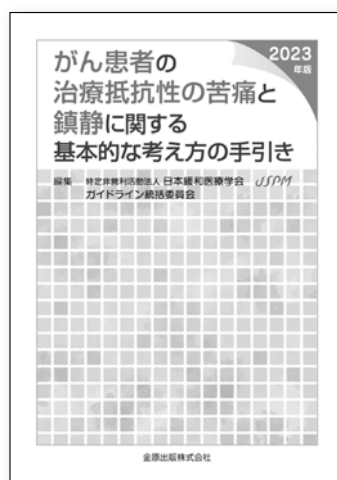 2023
年版
がん患者の
治療抵抗性の苦痛と
鎮静に関する
基本的な考え方の手引き
編集 特定非営利活動法人 日本緩和医療学会 JSPM
ガイドライン統括委員会
金原出版株式会社